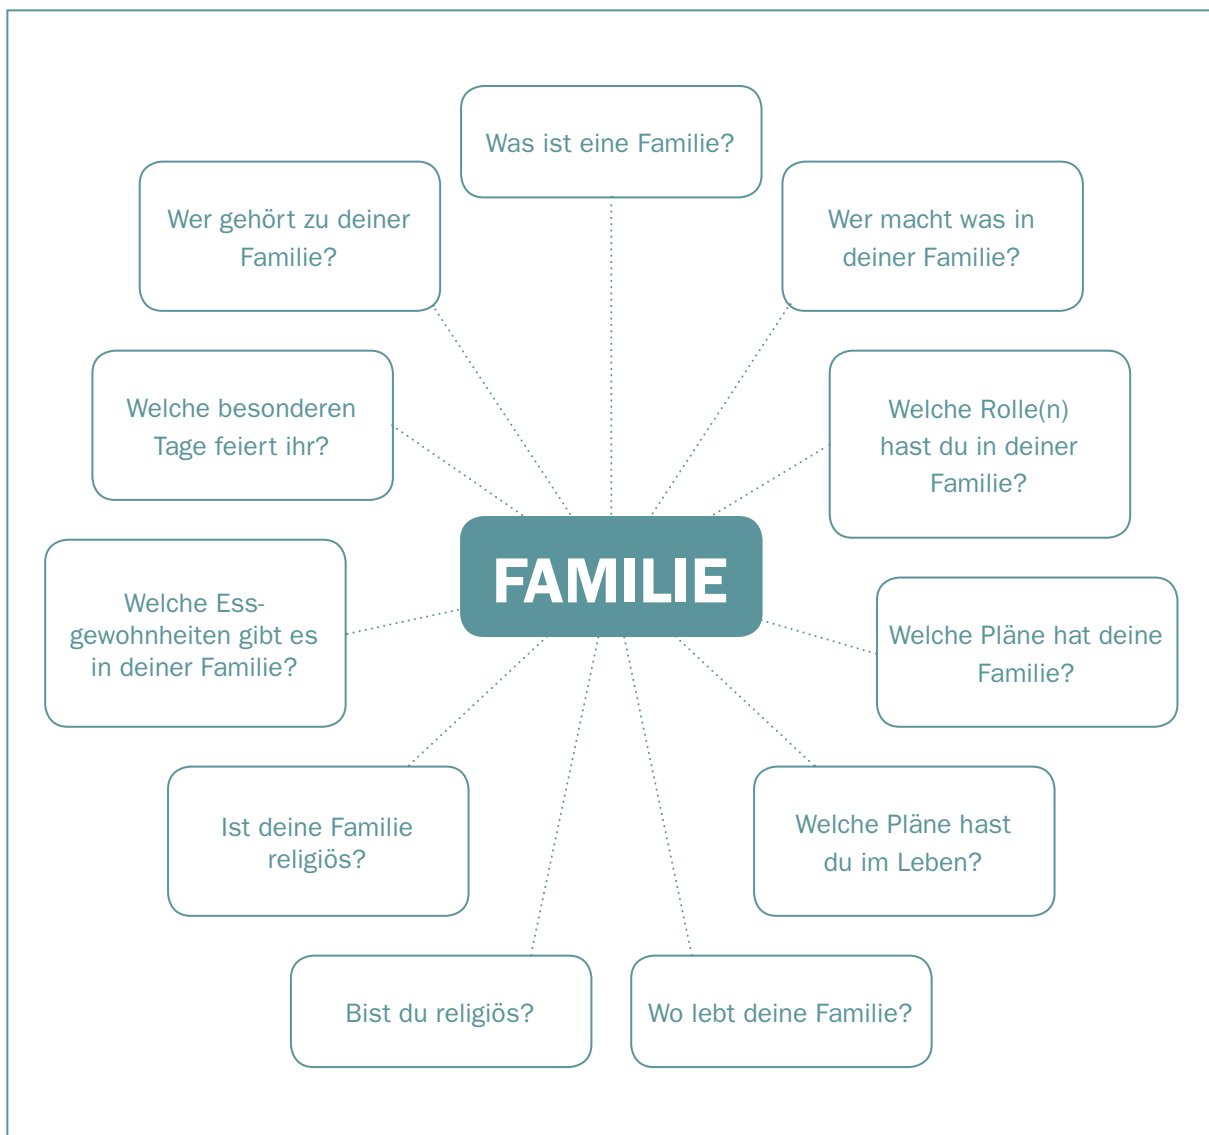 Was ist eine Familie?
Wer gehört zu deiner
Familie?
Wer macht was in
deiner Familie?
Welche besonderen
Tage feiert ihr?
Welche Rolle(n)
hast du in deiner
Familie?
FAMILIE
Welche Ess-
gewohnheiten gibt es
in deiner Familie?
Welche Pläne hat deine
Familie?
Ist deine Familie
religiös?
Welche Pläne hast
du im Leben?
Bist du religiös?
Wo lebt deine Familie?